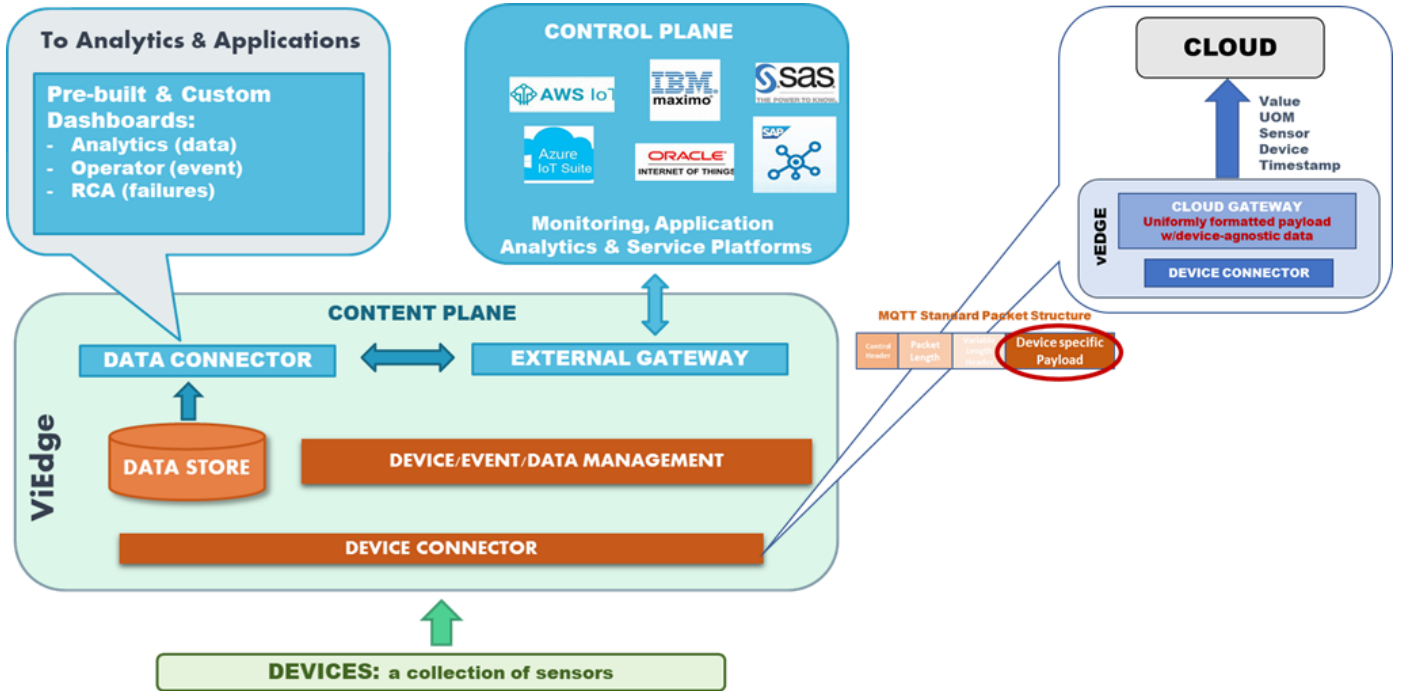 To Analytics & Applications
Pre-built & Custom
Dashboards:
- Analytics (data)
- Operator (event)
- RCA (failures)
CONTROL PLANE
AWS IoT
IBM
maximo
sas
THE POWER TO KNOW.
Azure
IoT Suite
ORACLE
INTERNET OF THINGS
SAP
Monitoring, Application
Analytics & Service Platforms
CLOUD
Value
UOM
Sensor
Device
Timestamp
vEDGE
CLOUD GATEWAY
Uniformly formatted payload
w/device-agnostic data
DEVICE CONNECTOR
MQTT Standard Packet Structure
Control
Header
Packet
Length
Variable
Length
Header
Device specific
Payload
CONTENT PLANE
DATA CONNECTOR
EXTERNAL GATEWAY
ViEdge
DATA STORE
DEVICE/EVENT/DATA MANAGEMENT
DEVICE CONNECTOR
DEVICES: a collection of sensors